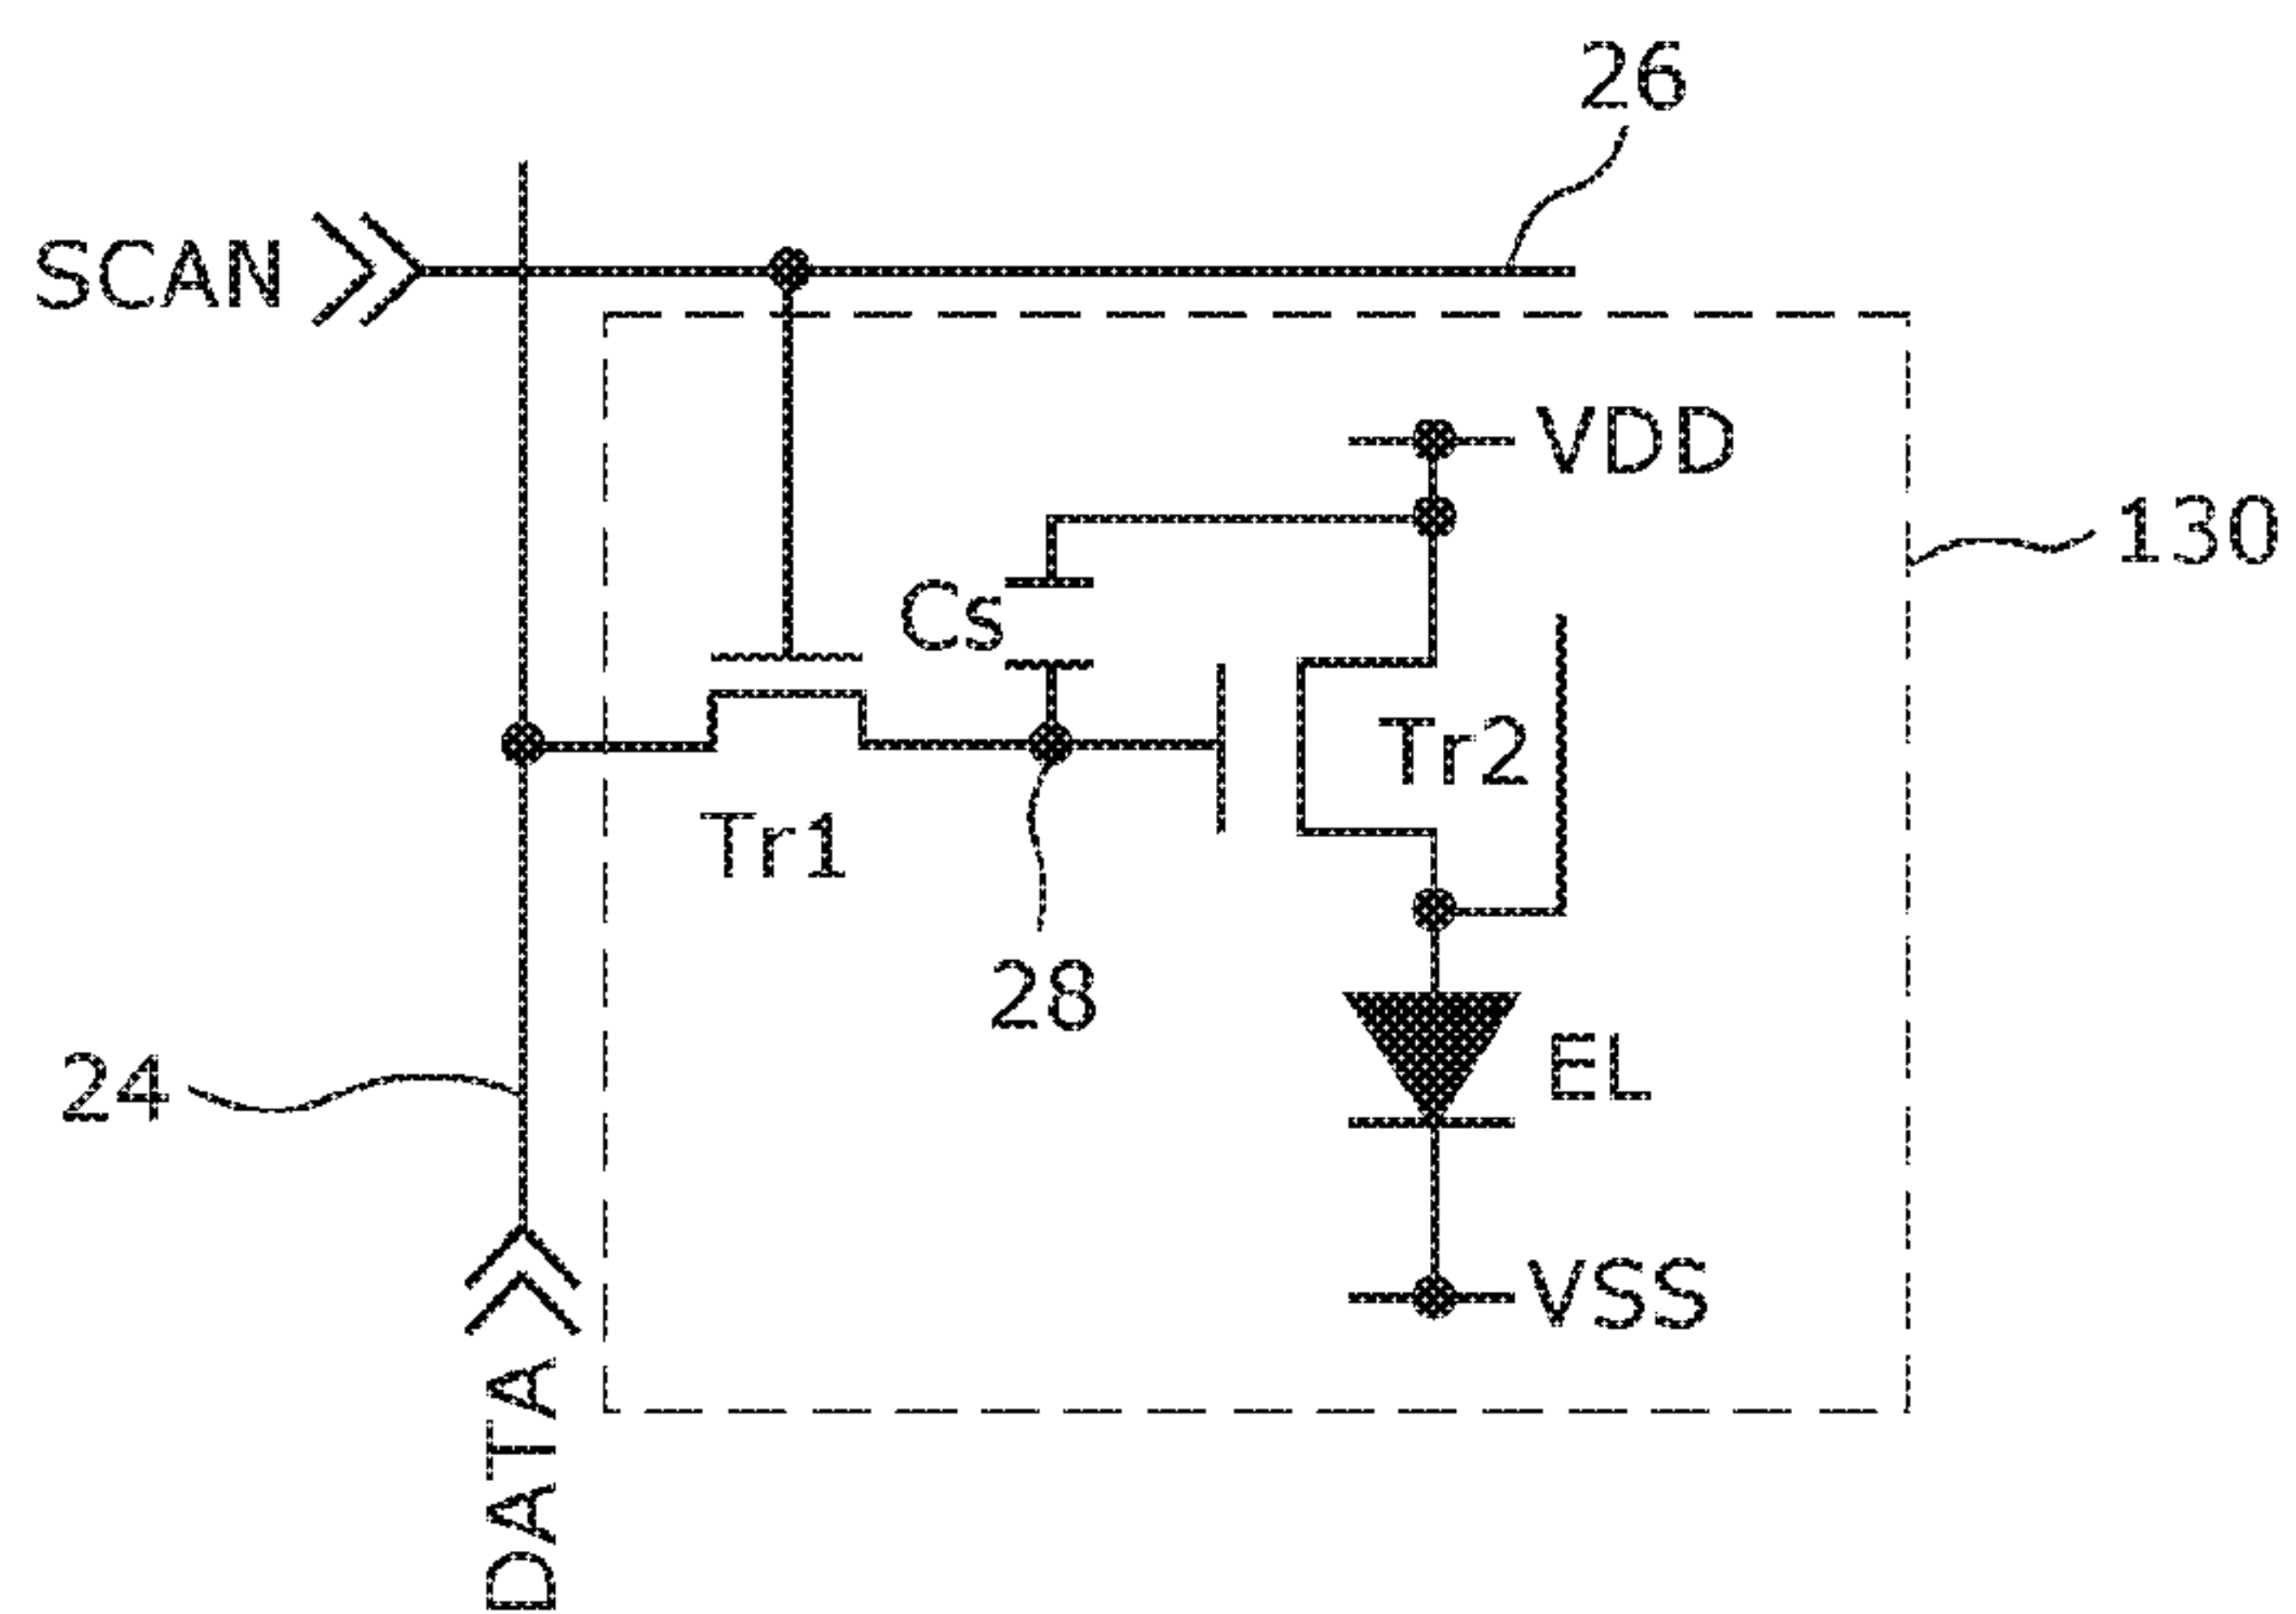 26
SCAN
VDD
130
Cs
Tr2
Tr1
28
24
EL
VSS
DATA